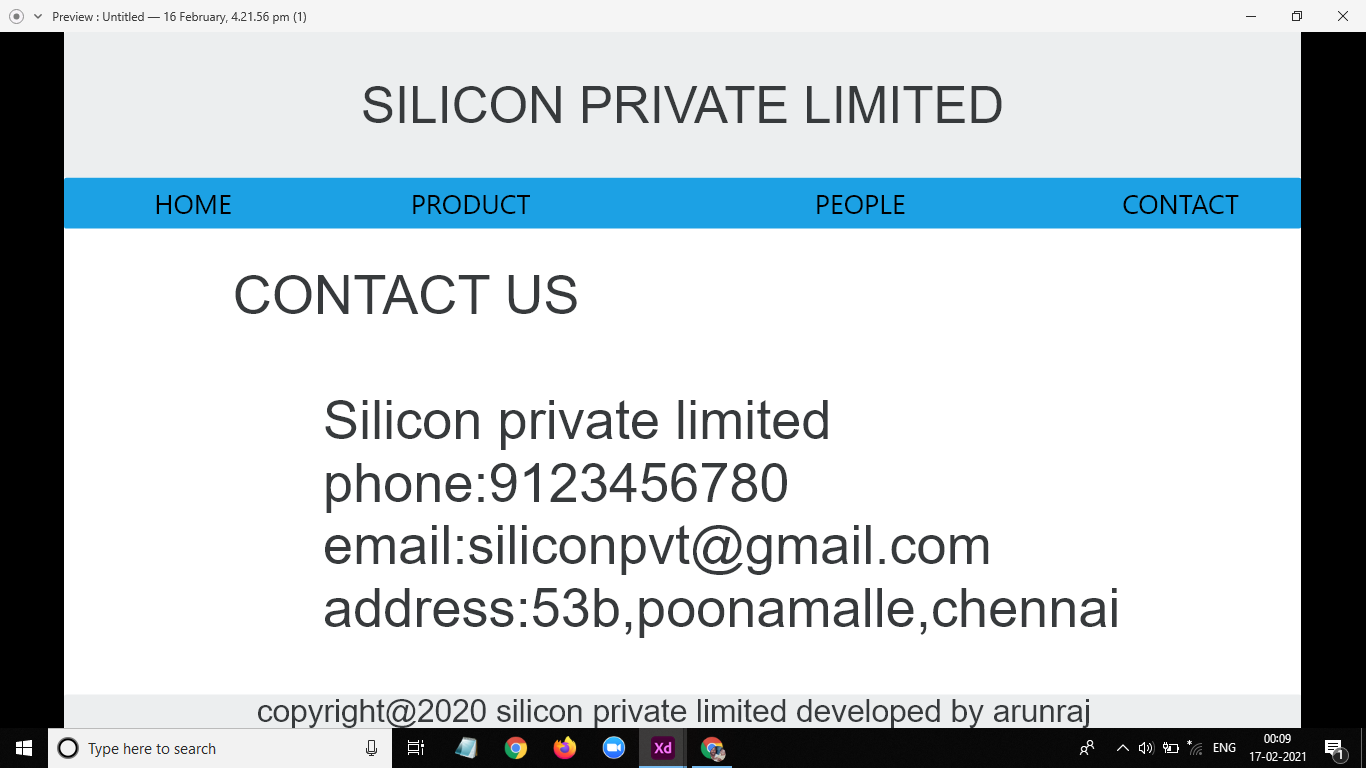 Preview : Untitled — 16 February, 4.21.56 pm (1)
SILICON PRIVATE LIMITED
HOME PRODUCT PEOPLE CONTACT
CONTACT US
Silicon private limited
phone:9123456780
email:siliconpvt@gmail.com
address:53b,poonamalle,chennai
copyright@2020 silicon private limited developed by arunraj
Type here to search
Xd
ENG
00:09
17-02-2021
1